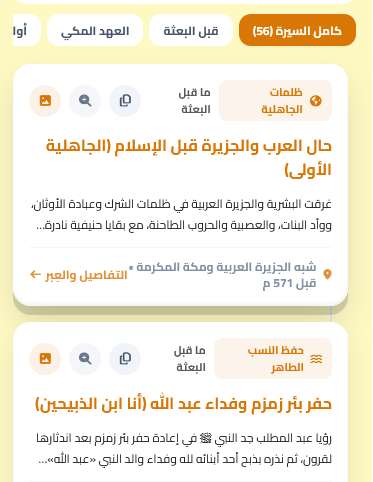 كامل السيرة (56)
قبل البعثة
العهد المكي
أوا
ظلمات
الجاهلية
ما قبل
البعثة
حال العرب والجزيرة قبل الإسلام (الجاهلية
الأولى)
غرقت البشرية والجزيرة العربية في ظلمات الشرك وعبادة الأوثان،
ووأد البنات، والعصبية والحروب الطاحنة، مع بقايا حنيفية نادرة...
شبه الجزيرة العربية ومكة المكرمة •
قبل 571 م
التفاصيل والعبر
حفظ النسب
الطاهر
ما قبل
البعثة
حفر بئر زمزم وفداء عبد الله (أنا ابن الذبيحين)
رؤيا عبد المطلب جد النبي ﷺ في إعادة حفر بئر زمزم بعد اندثارها
لقرون، ثم نذره بذبح أحد أبنائه لله وفداء والد النبي «عبد الله»...